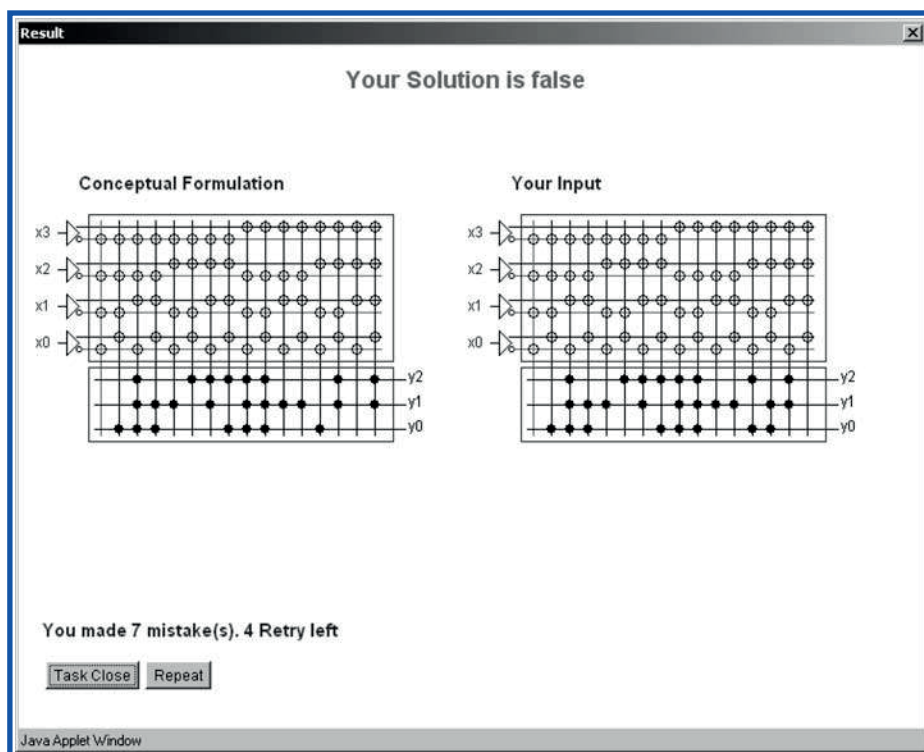 Result
Your Solution is false
Conceptual Formulation
Your Input
x3
x2
x1
x0
y2
y1
y0
x3
x2
x1
x0
y2
y1
y0
You made 7 mistake(s). 4 Retry left
Task Close
Repeat
Java Applet Window